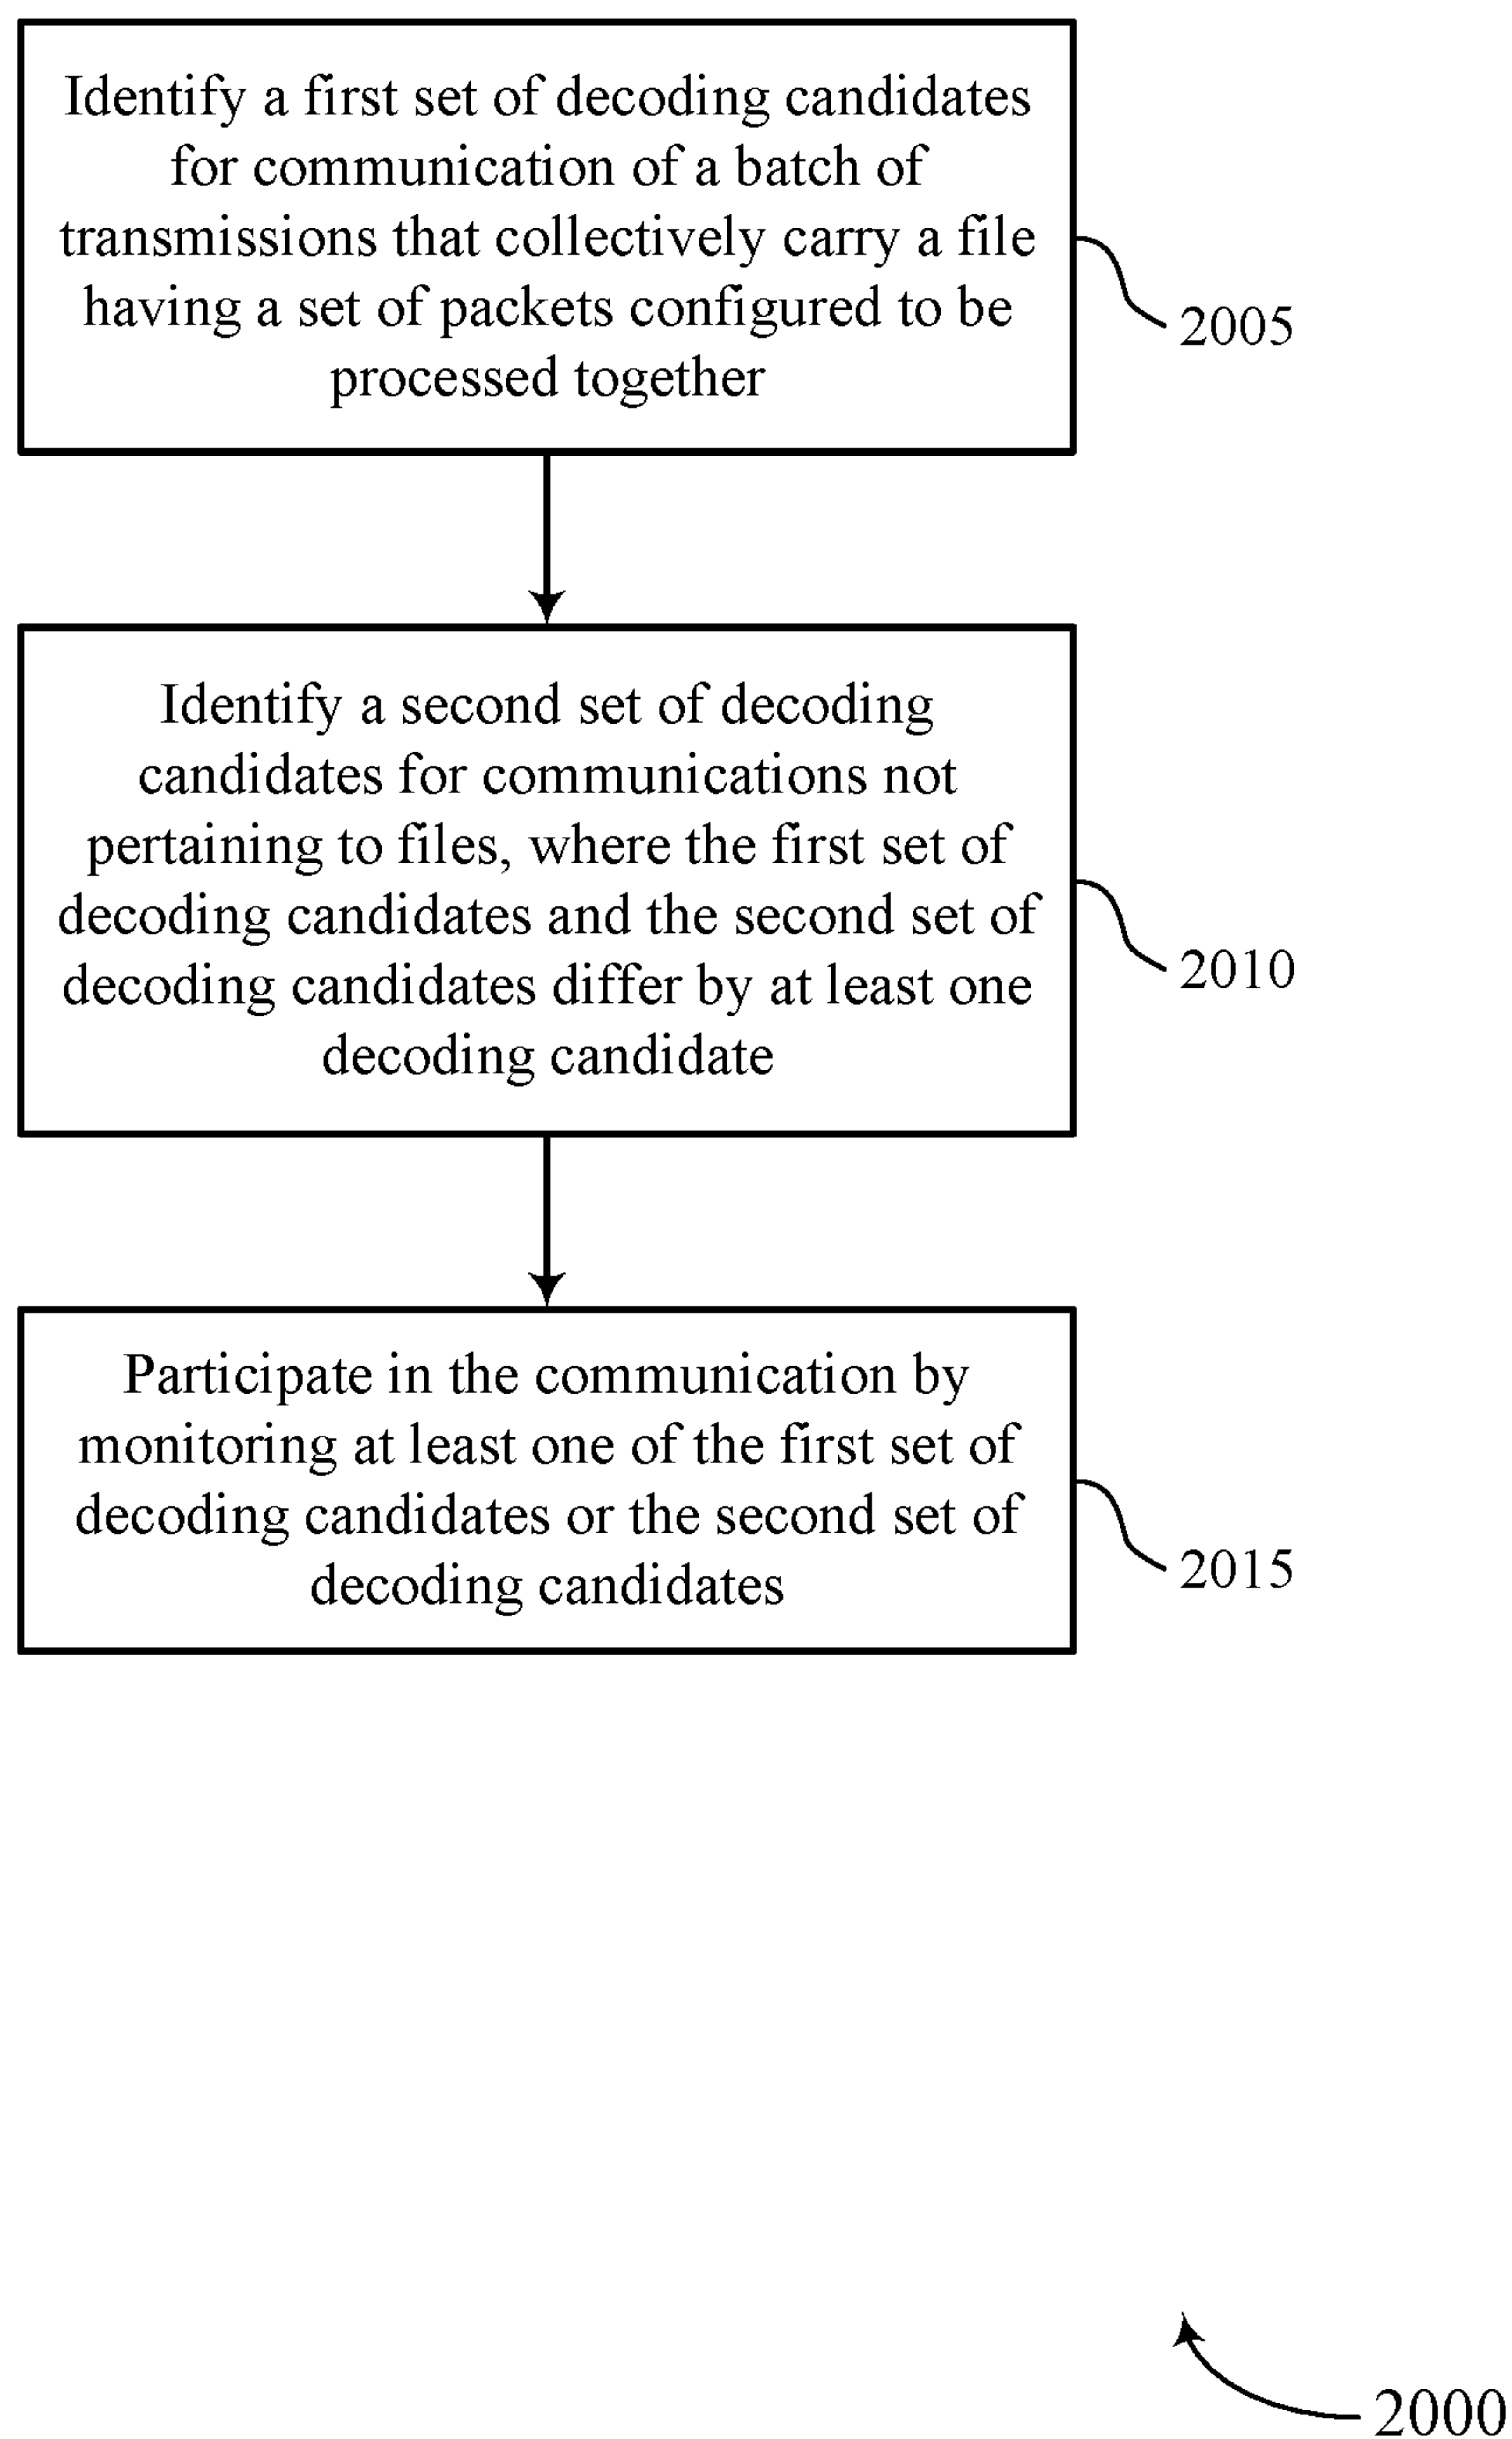 Identify a first set of decoding candidates
for communication of a batch of
transmissions that collectively carry a file
having a set of packets configured to be
processed together
2005
Identify a second set of decoding
candidates for communications not
pertaining to files, where the first set of
decoding candidates and the second set of
decoding candidates differ by at least one
decoding candidate
2010
Participate in the communication by
monitoring at least one of the first set of
decoding candidates or the second set of
decoding candidates
2015
2000